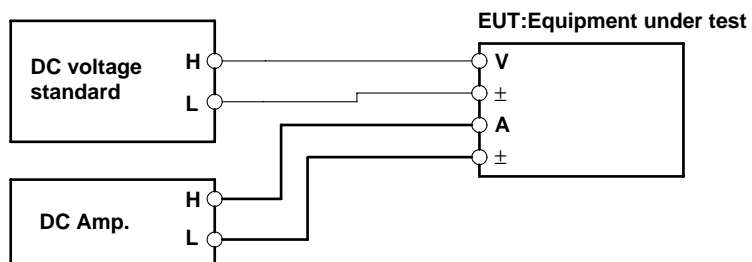 EUT:Equipment under test
DC voltage
standard
H
L
V
±
A
±
DC Amp.
H
L